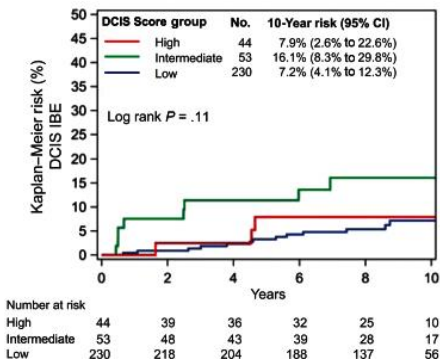 DCIS Score group No. 10-Year risk (95% CI)
High 44 7.9% (2.6% to 22.6%)
Intermediate 53 16.1% (8.3% to 29.8%)
Low 230 7.2% (4.1% to 12.3%)
Log rank P = .11
Kaplan–Meier risk (%)
DCIS IBE
50
45
40
35
30
25
20
15
10
5
0
0 2 4 6 8 10
Years
Number at risk
High 44 39 36 32 25 10
Intermediate 53 48 43 39 28 17
Low 230 218 204 188 137 56